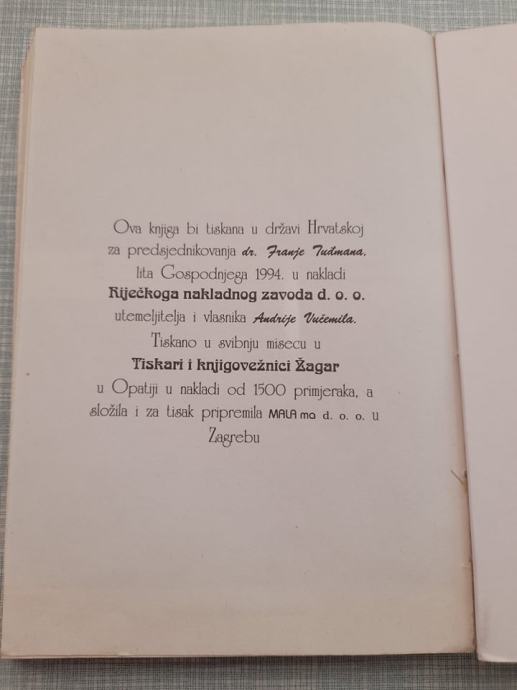 Ova knjiga bi tiskana u državi Hrvatskoj
za predsjednikovanja dr. Franje Tuđmana,
lita Gospodnjega 1994. u nakladi
Riječkoga nakladnog zavoda d. o. o.
utemeljitelja i vlasnika Andrije Vučemila.
Tiskano u svibnju misecu u
Tiskari i knjigovežnici Žagar
u Opatiji u nakladi od 1500 primjeraka, a
složila i za tisak pripremila MALA ma d. o. o. u
Zagrebu